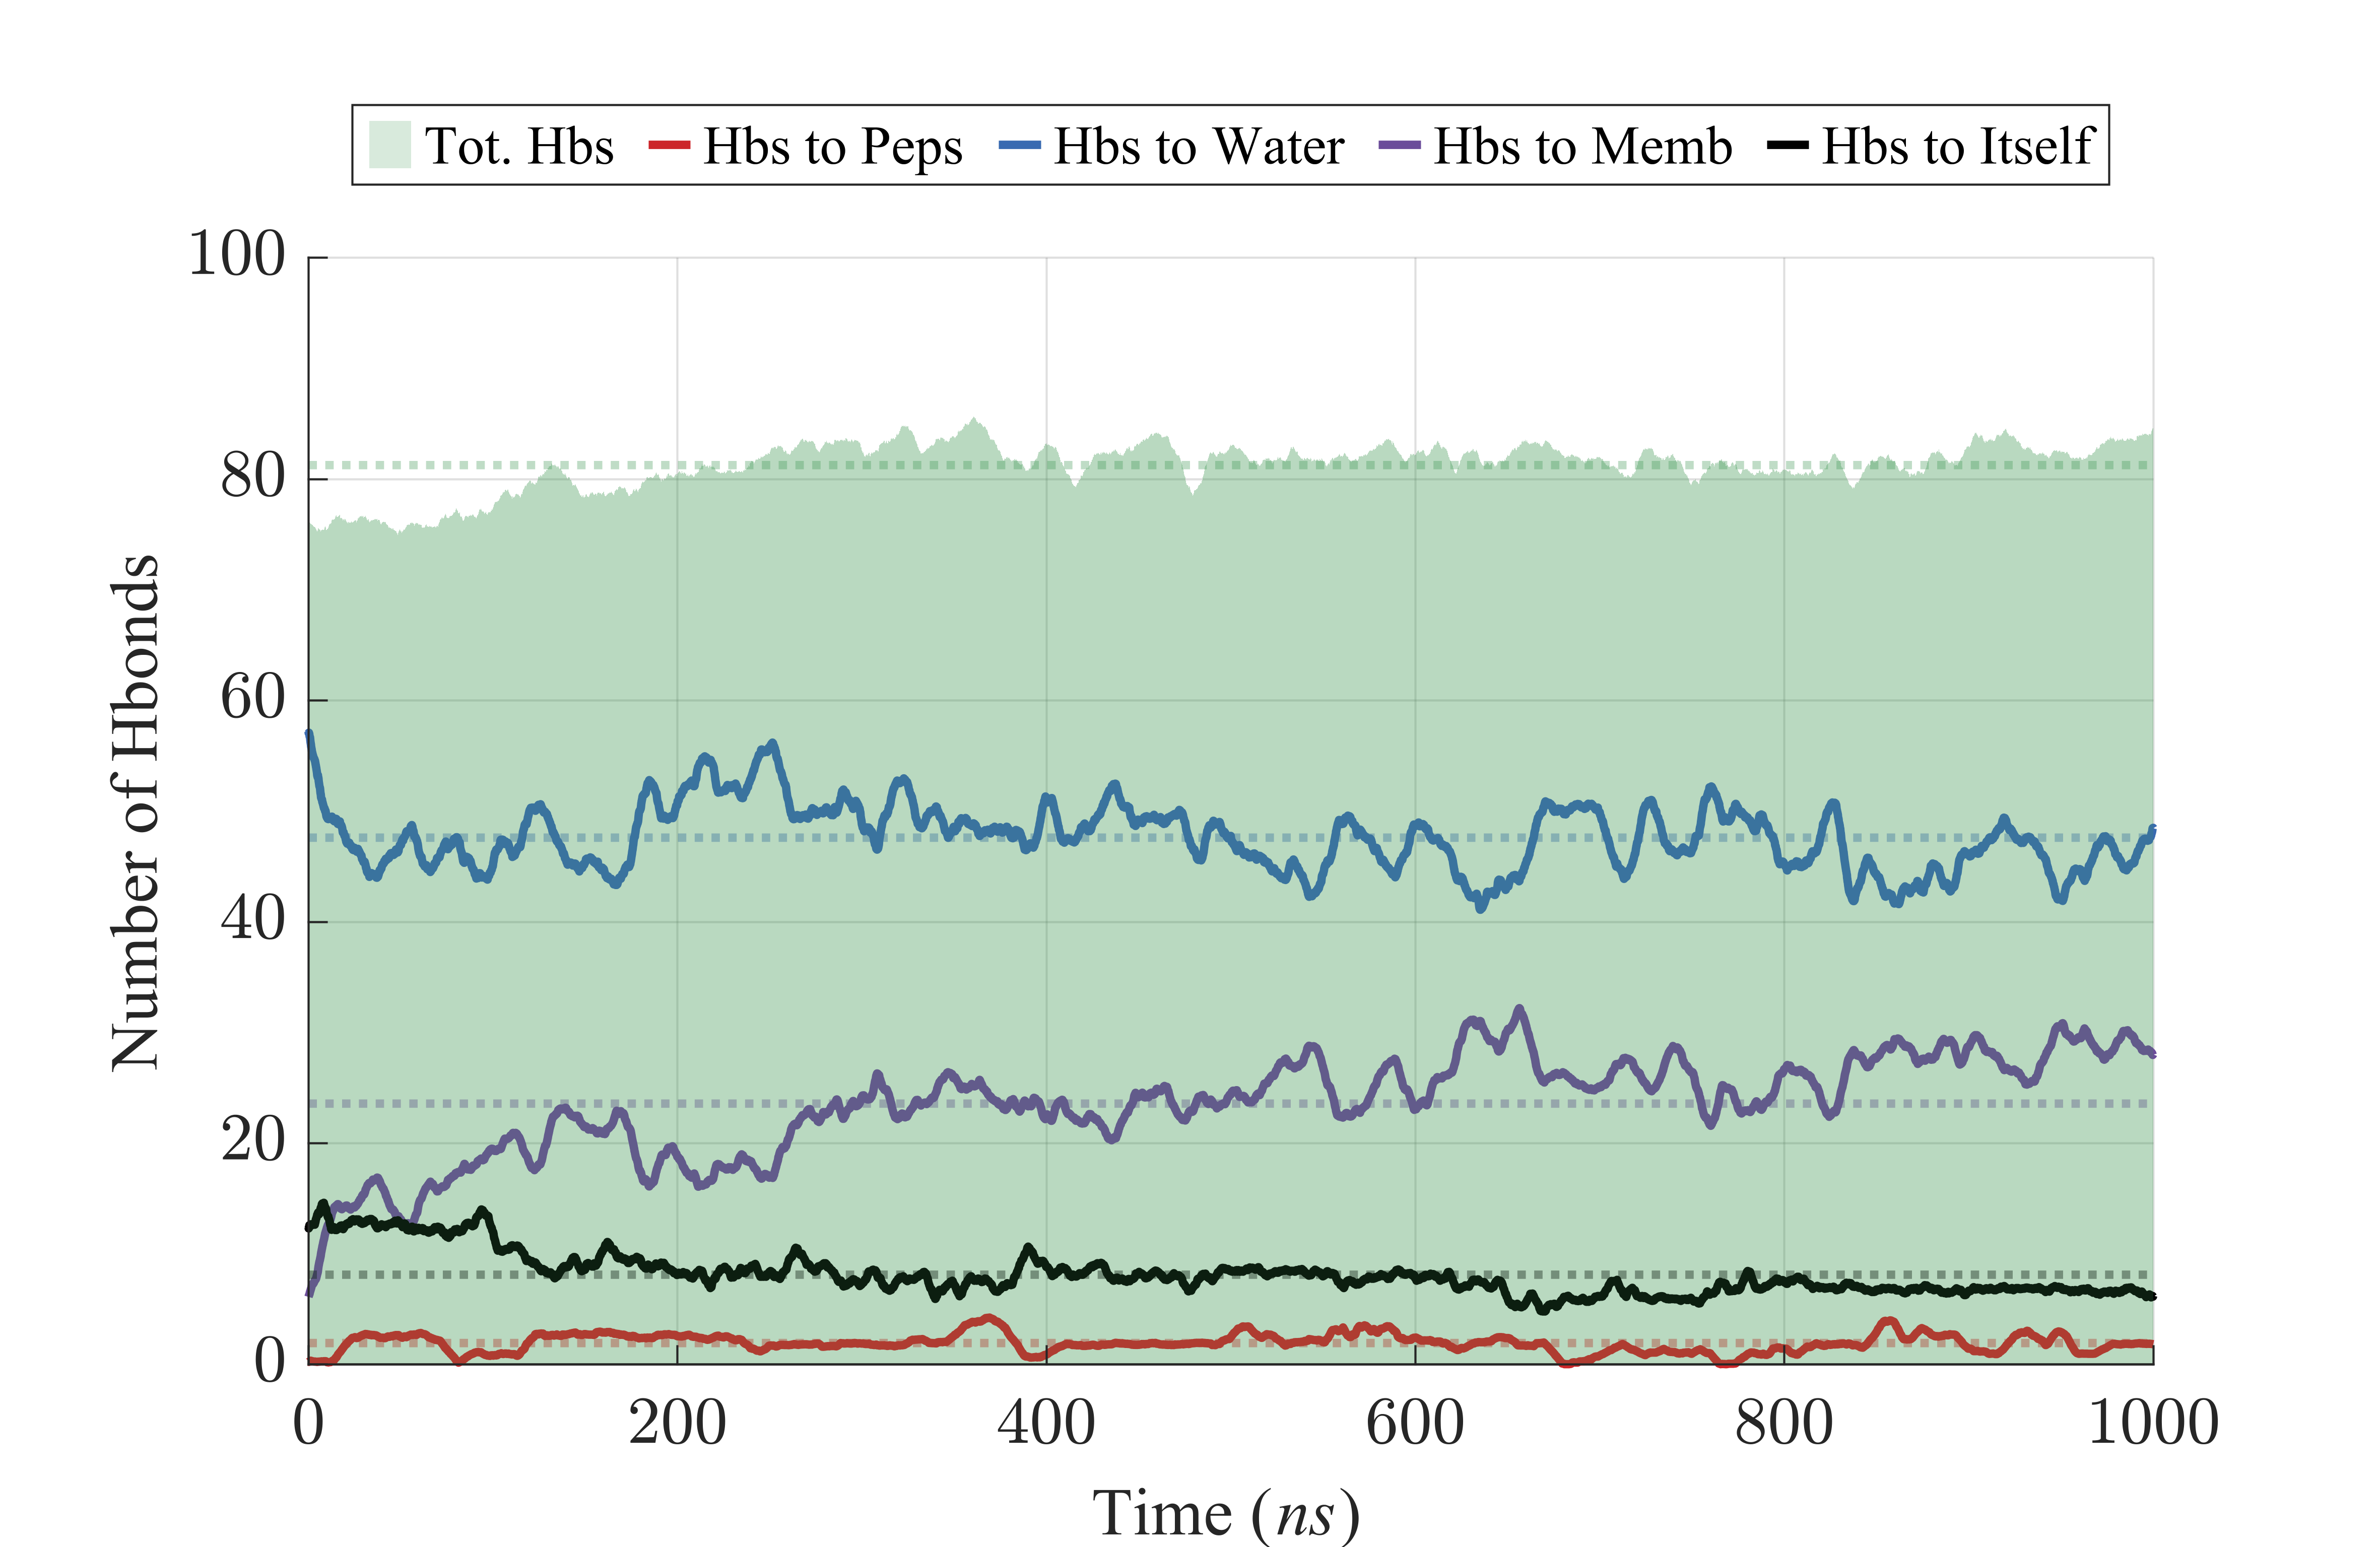 Tot. Hbs Hbs to Peps Hbs to Water Hbs to Memb Hbs to Itself
100
80
60
40
20
0
Number of Hbonds
0 200 400 600 800 1000
Time (ns)